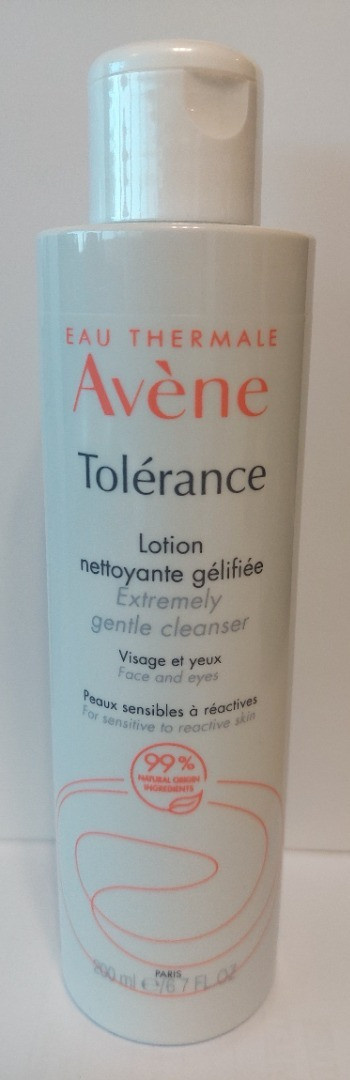 EAU THERMALE
Avène
Tolérance
Lotion
nettoyante gélifiée
Extremely
gentle cleanser
Visage et yeux
Face and eyes
Peaux sensibles à réactives
For sensitive to reactive skin
99%
NATURAL ORIGIN
INGREDIENTS
PARIS
200 ml ℮/6.7 FL.OZ